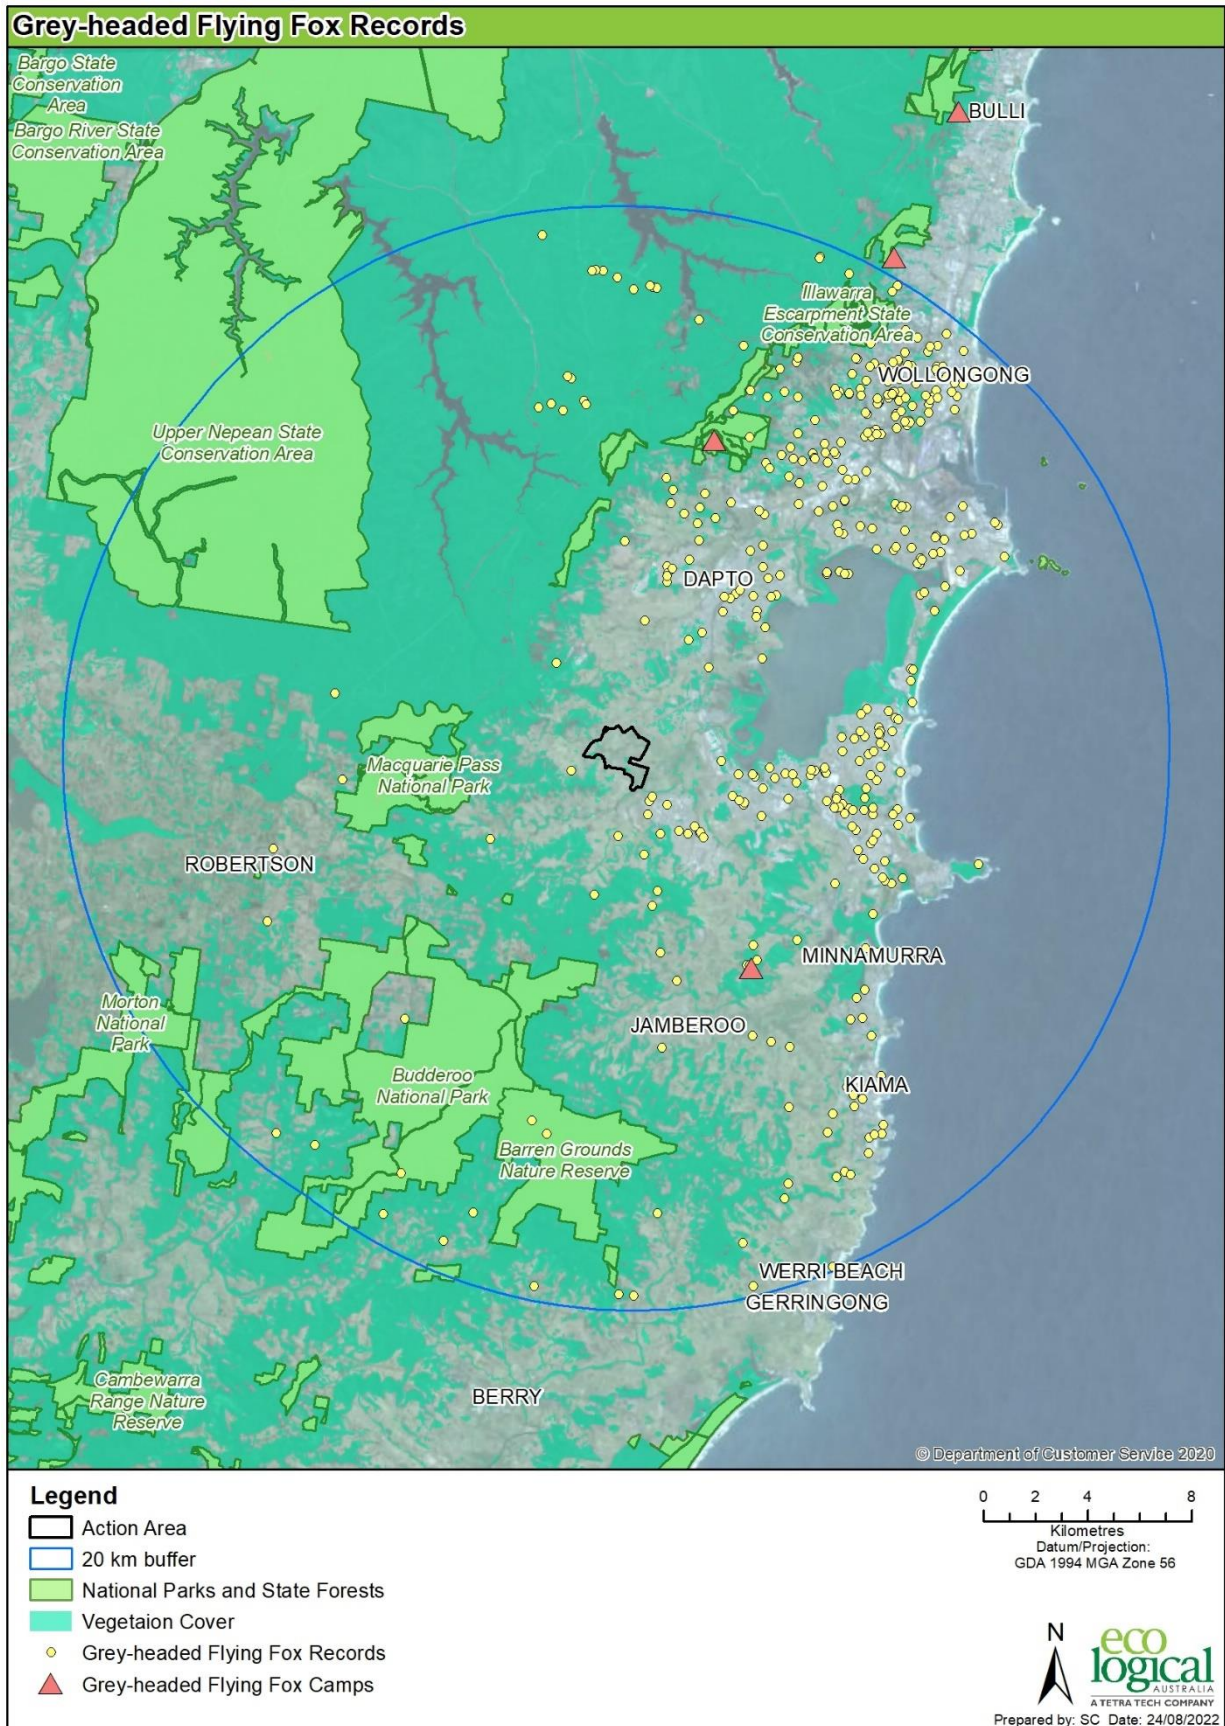 Grey-headed Flying Fox Records
Bargo State
Conservation
Area
Bargo River State
Conservation Area
BULLI
Illawarra
Escarpment State
Conservation Area
WOLLONGONG
Upper Nepean State
Conservation Area
DAPTO
Macquarie Pass
National Park
ROBERTSON
MINNAMURRA
Morton
National
Park
JAMBEROO
Budderoo
National Park
KIAMA
Barren Grounds
Nature Reserve
WERRI BEACH
GERRINGONG
Cambewarra
Range Nature
Reserve
BERRY
© Department of Customer Service 2020
Legend
Action Area
20 km buffer
National Parks and State Forests
Vegetaion Cover
Grey-headed Flying Fox Records
Grey-headed Flying Fox Camps
0 2 4 8
Kilometres
Datum/Projection:
GDA 1994 MGA Zone 56
N
eco
logical
AUSTRALIA
A TETRA TECH COMPANY
Prepared by: SC Date: 24/08/2022